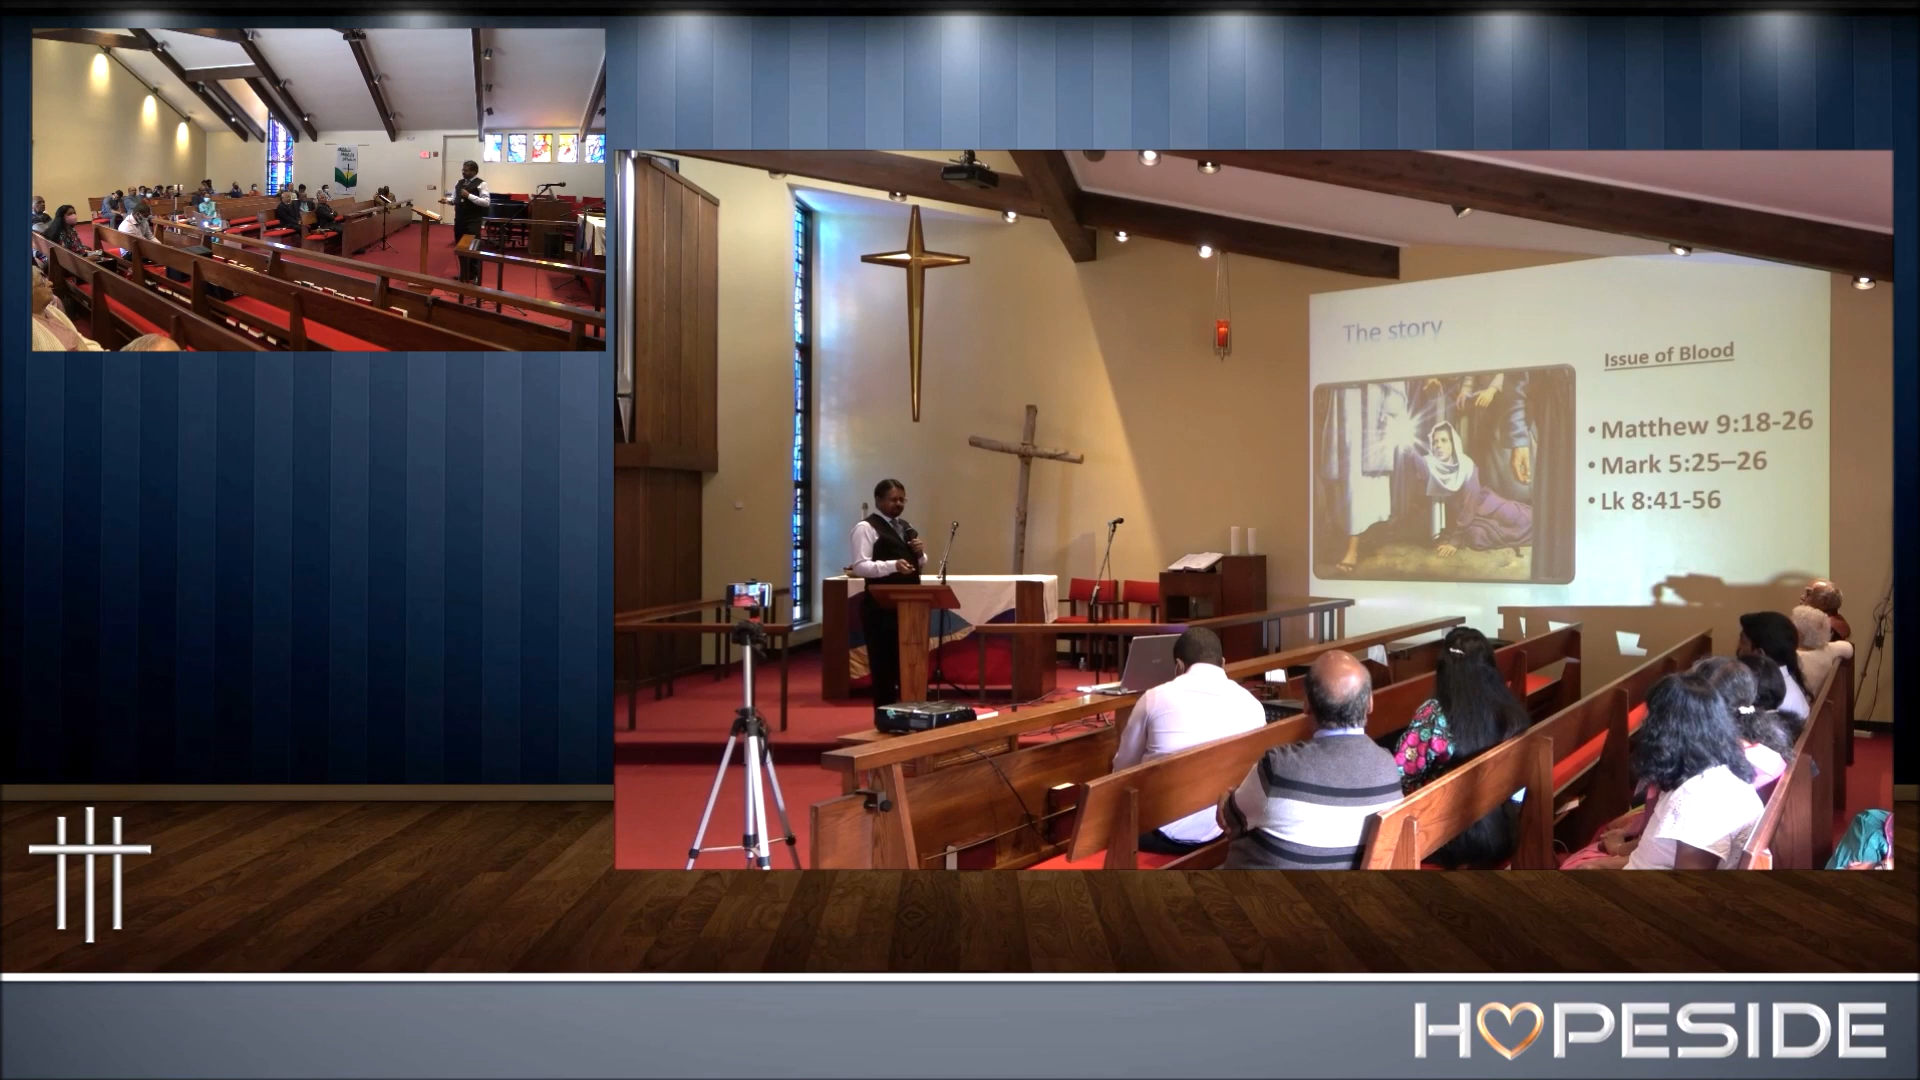 The story
Issue of Blood
• Matthew 9:18-26
• Mark 5:25–26
• Lk 8:41-56
HOPESIDE